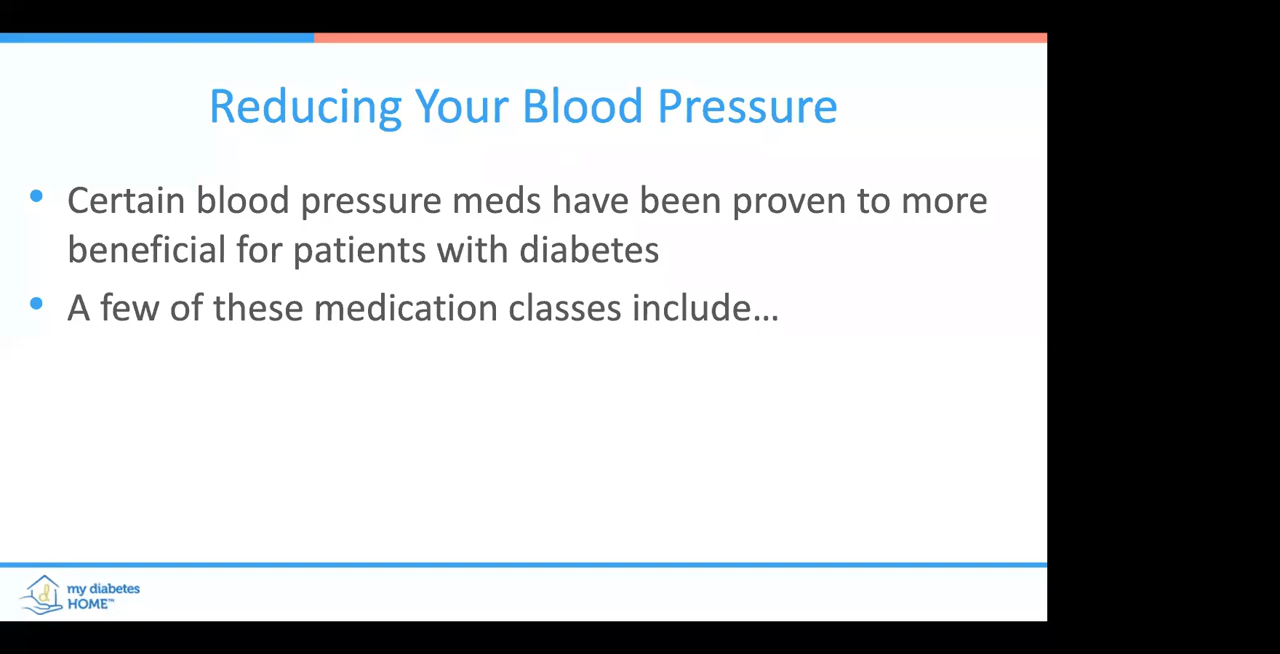 Reducing Your Blood Pressure
• Certain blood pressure meds have been proven to more
beneficial for patients with diabetes
• A few of these medication classes include…
my diabetes
HOME™